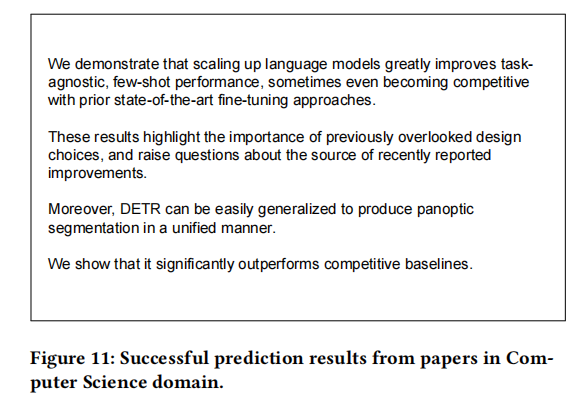 We demonstrate that scaling up language models greatly improves task-
agnostic, few-shot performance, sometimes even becoming competitive
with prior state-of-the-art fine-tuning approaches.
These results highlight the importance of previously overlooked design
choices, and raise questions about the source of recently reported
improvements.
Moreover, DETR can be easily generalized to produce panoptic
segmentation in a unified manner.
We show that it significantly outperforms competitive baselines.
Figure 11: Successful prediction results from papers in Com-
puter Science domain.